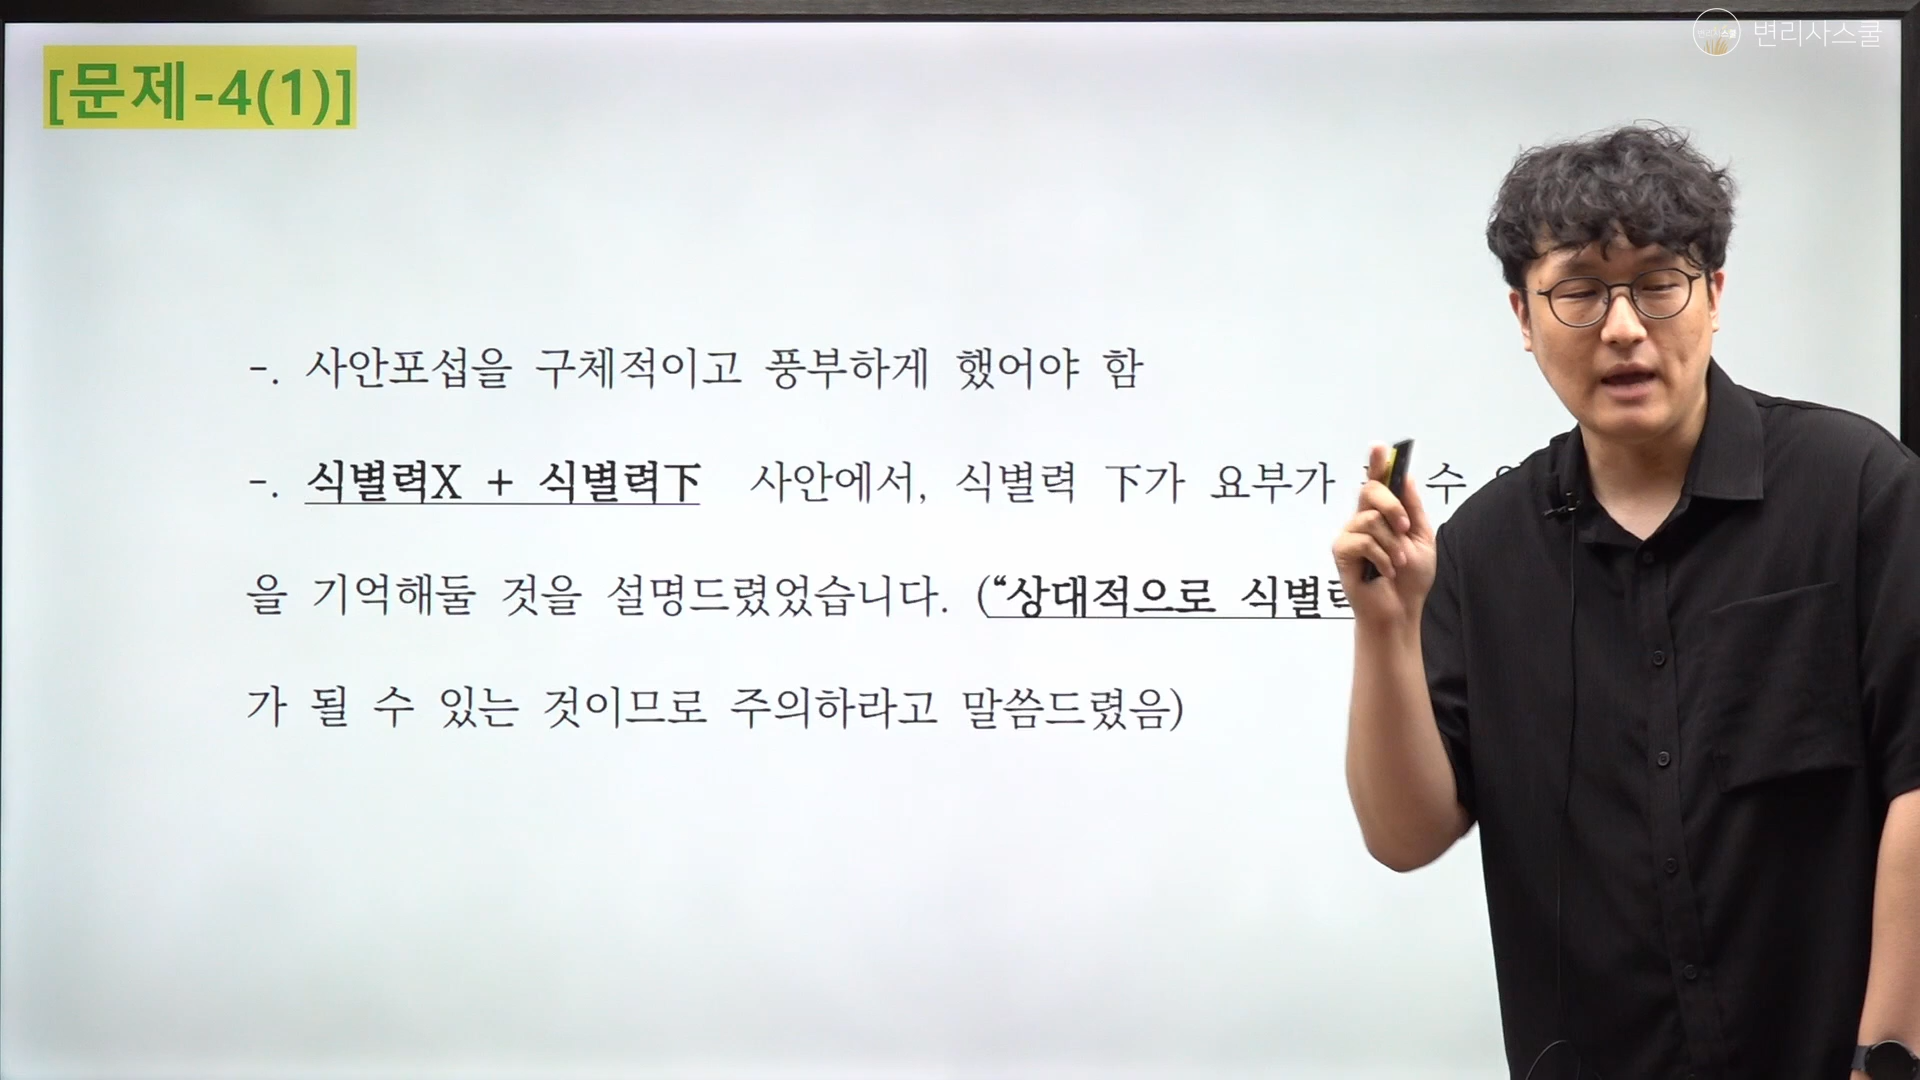 변리사스쿨
[문제-4(1)]
-. 사안포섭을 구체적이고 풍부하게 했어야 함
-. 식별력X + 식별력下 사안에서, 식별력 下가 요부가 수
을 기억해둘 것을 설명드렸었습니다. (“상대적으로
가 될 수 있는 것이므로 주의하라고 말씀드렸음)